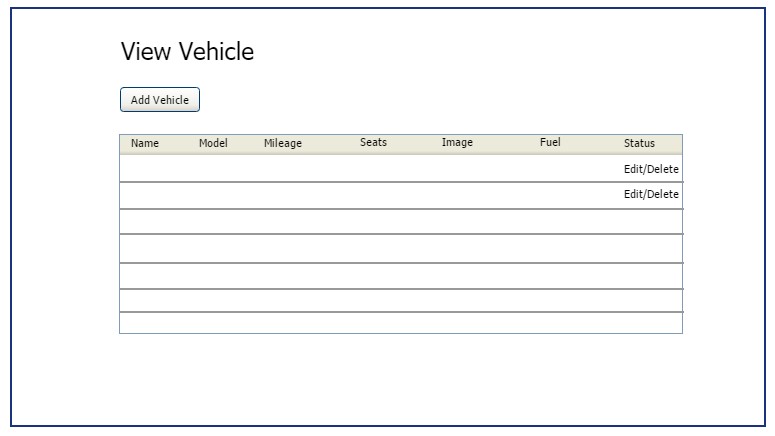 View Vehicle
Add Vehicle
Name Model Mileage Seats Image Fuel Status
Edit/Delete
Edit/Delete